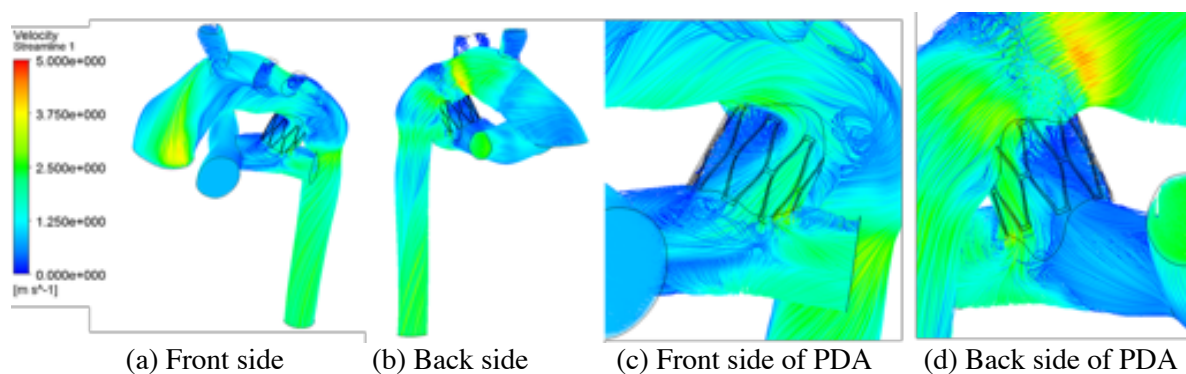 Velocity
Streamline 1
5.000e+000
3.750e+000
2.500e+000
1.250e+000
0.000e+000
[m s^-1]
(a) Front side (b) Back side (c) Front side of PDA (d) Back side of PDA